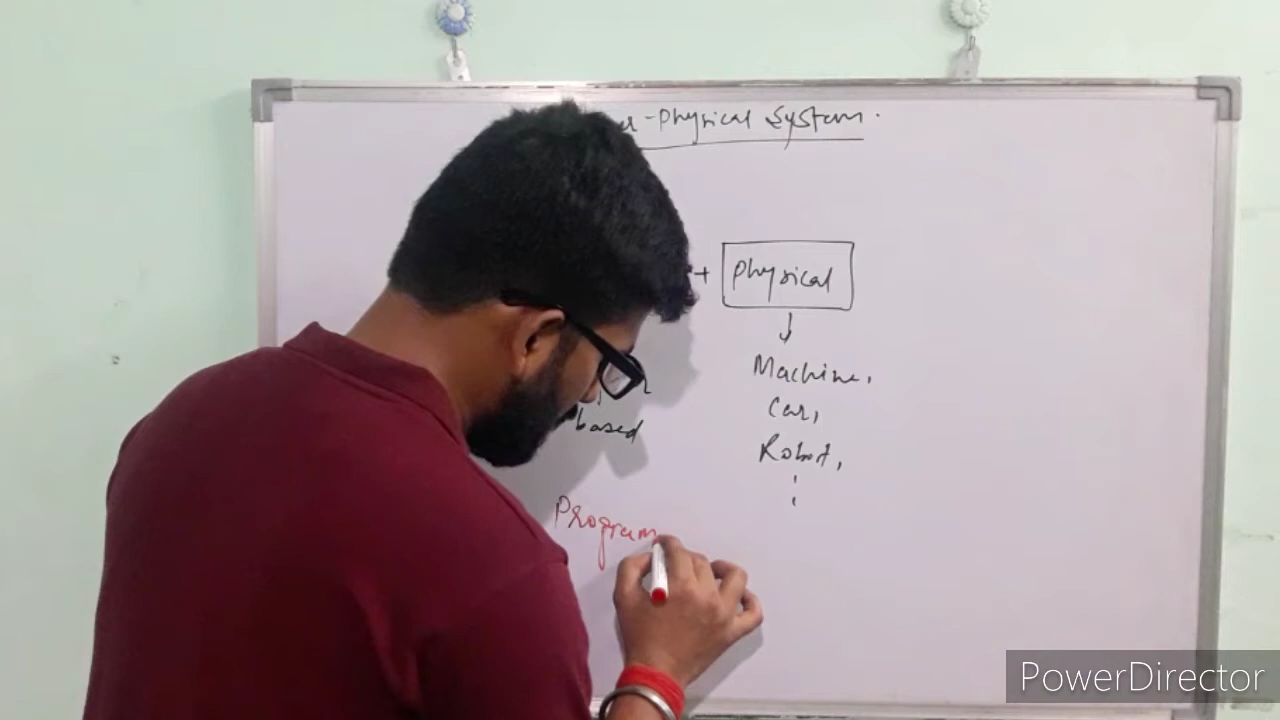 -Physical System.
+ Physical
Machine,
Car,
Robot,
based
Program
PowerDirector